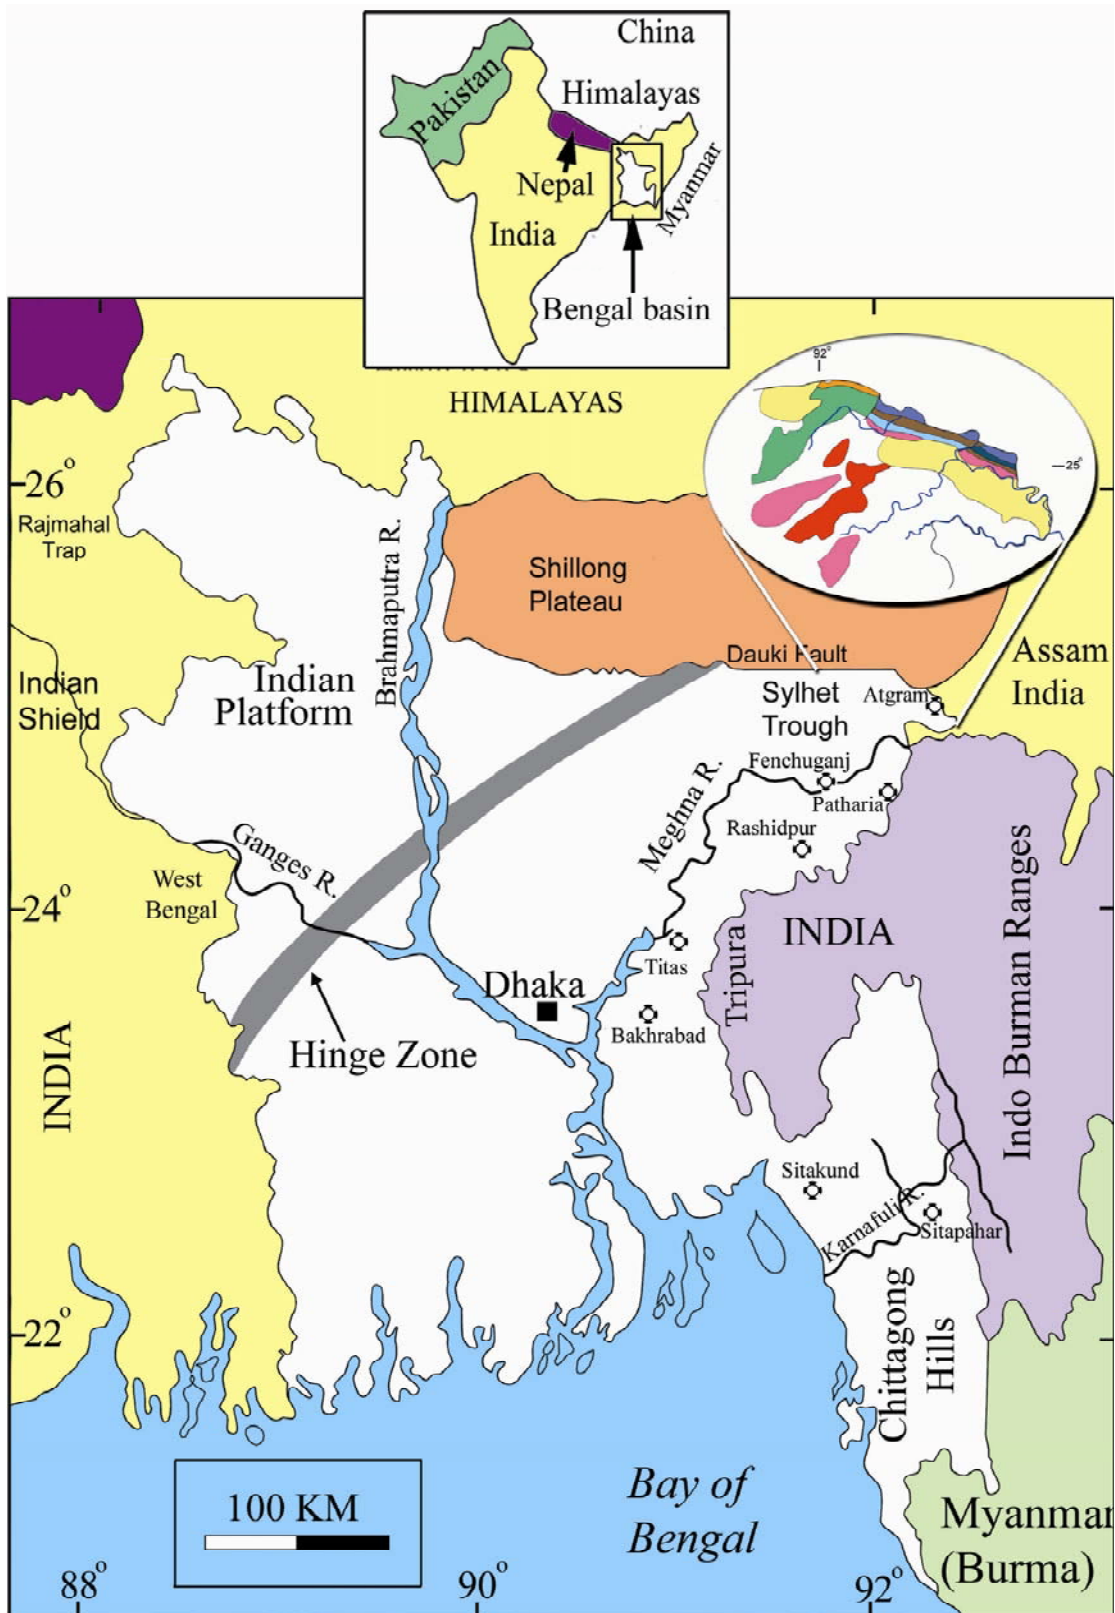 China
Himalayas
Pakistan
Nepal
Myanmar
India
Bengal basin
HIMALAYAS
92°
25°
26°
Rajmahal
Trap
Brahmaputra R.
Shillong
Plateau
Dauki Fault
Assam
India
Indian
Shield
Indian
Platform
Sylhet
Trough
Atgram
Fenchuganj
Patharia
Meghna R.
Rashidpur
Ganges R.
West
Bengal
24°
INDIA
Tripura
Indo Burman Ranges
Titas
Dhaka
Bakhrabad
Hinge Zone
INDIA
Sitakund
Karnafuli R.
Sitapahar
22°
Chittagong
Hills
100 KM
Bay of
Bengal
Myanmar
(Burma)
88°
90°
92°